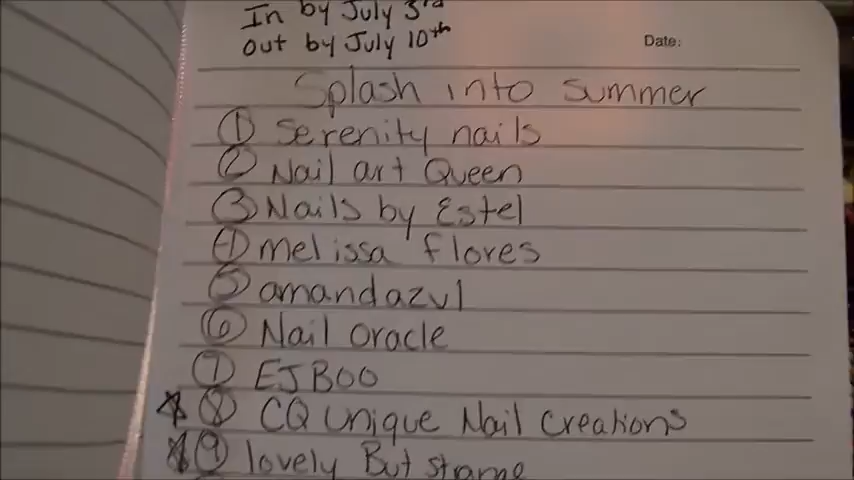 In by July 3rd
out by July 10th
Date:
Splash into summer
① Serenity nails
② Nail art Queen
③ Nails by Estel
④ melissa flores
⑤ amandazul
⑥ Nail oracle
⑦ EJBOO
☆ ⑧ CQ Unique Nail Creations
☆ ⑨ lovely But strange